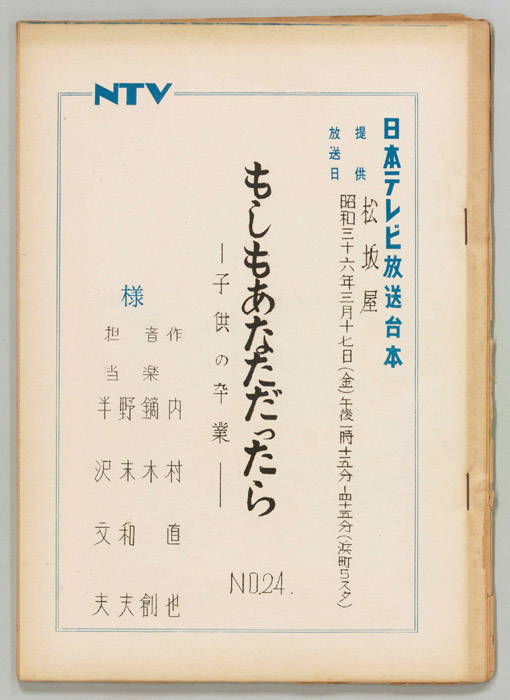 NTV
日本テレビ放送台本
提供 松坂屋
放送日 昭和三十六年三月十七日(金)午後一時十五分−四十五分(浜町5スタ)
もしもあなただったら
―子供の卒業―
NO.24.
作 内村直也
音楽 鏑木創
担当 野末和夫
半沢文夫
様